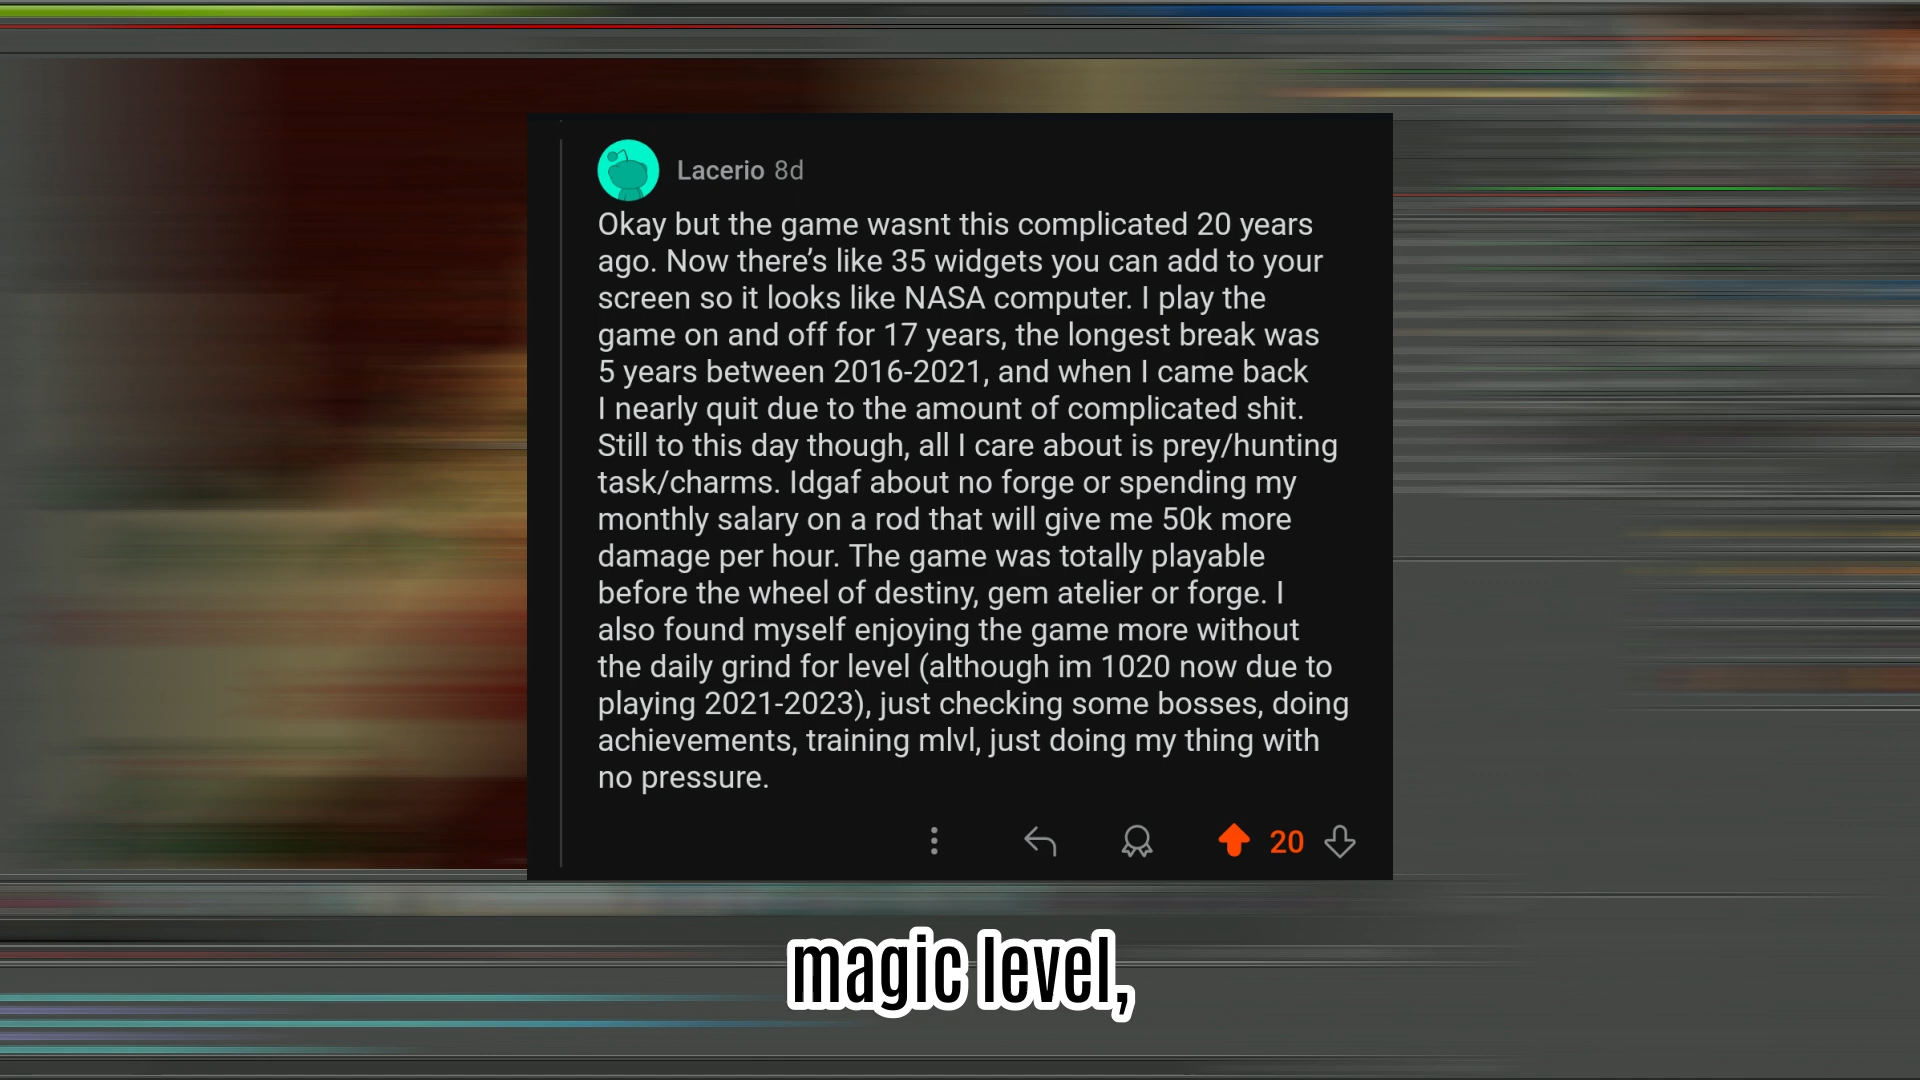 Lacerio 8d
Okay but the game wasnt this complicated 20 years
ago. Now there’s like 35 widgets you can add to your
screen so it looks like NASA computer. I play the
game on and off for 17 years, the longest break was
5 years between 2016-2021, and when I came back
I nearly quit due to the amount of complicated shit.
Still to this day though, all I care about is prey/hunting
task/charms. Idgaf about no forge or spending my
monthly salary on a rod that will give me 50k more
damage per hour. The game was totally playable
before the wheel of destiny, gem atelier or forge. I
also found myself enjoying the game more without
the daily grind for level (although im 1020 now due to
playing 2021-2023), just checking some bosses, doing
achievements, training mlvl, just doing my thing with
no pressure.
20
magic level,